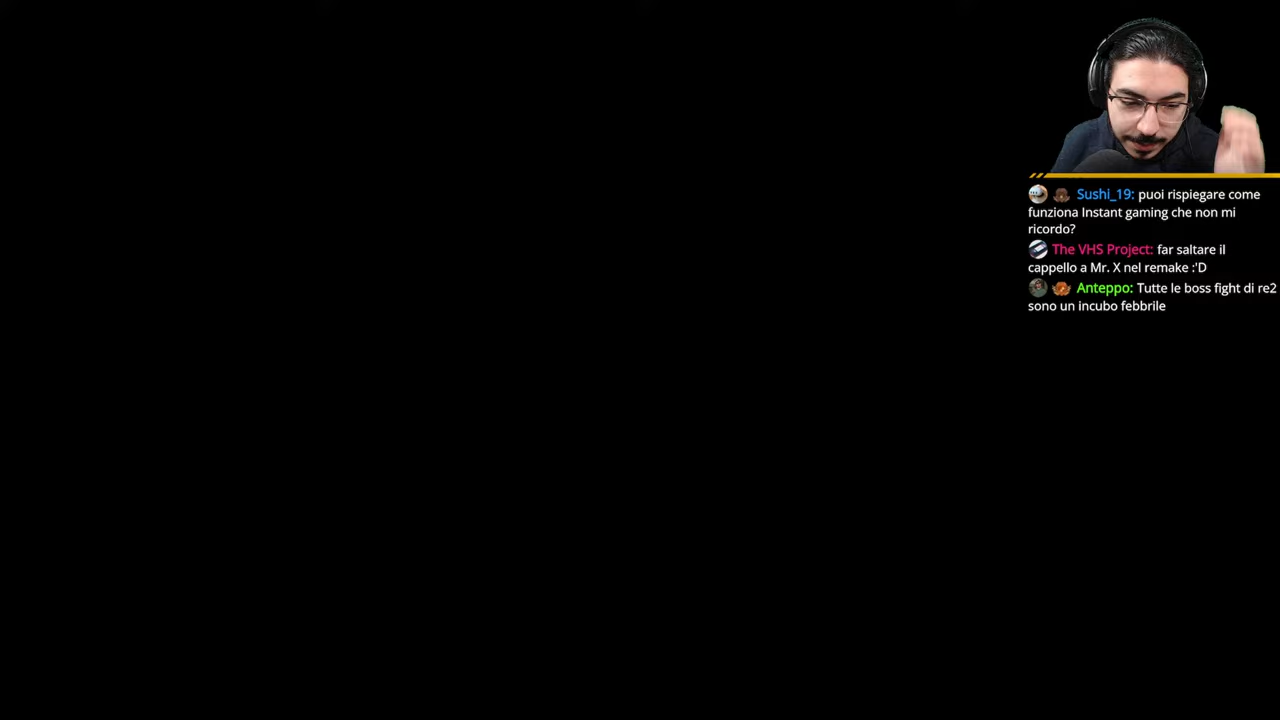 Sushi_19: puoi rispiegare come
funziona Instant gaming che non mi
ricordo?
The VHS Project: far saltare il
cappello a Mr. X nel remake :'D
Anteppo: Tutte le boss fight di re2
sono un incubo febbrile